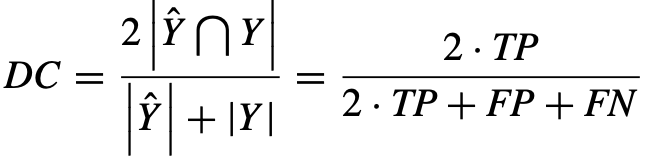 DC = 2|Ŷ ⋂ Y| / (|Ŷ| + |Y|) = 2 · TP / (2 · TP + FP + FN)